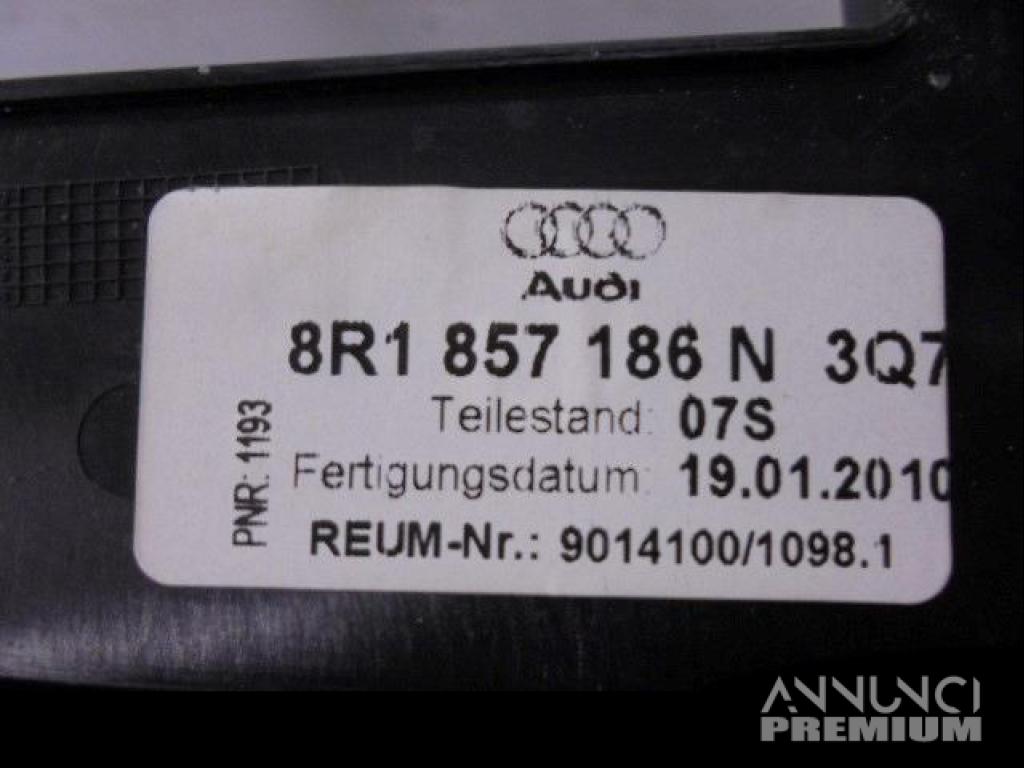 Audi
8R1 857 186 N 3Q7
Teilestand: 07S
Fertigungsdatum: 19.01.2010
REUM-Nr.: 9014100/1098.1
PNR: 1193
ANNUNCI
PREMIUM